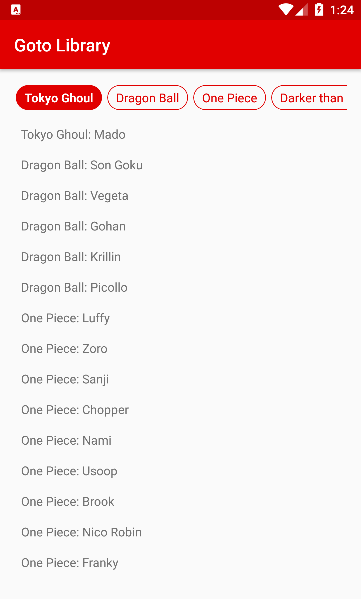 1:24
Goto Library
Tokyo Ghoul Dragon Ball One Piece Darker than
Tokyo Ghoul: Mado
Dragon Ball: Son Goku
Dragon Ball: Vegeta
Dragon Ball: Gohan
Dragon Ball: Krillin
Dragon Ball: Picollo
One Piece: Luffy
One Piece: Zoro
One Piece: Sanji
One Piece: Chopper
One Piece: Nami
One Piece: Usoop
One Piece: Brook
One Piece: Nico Robin
One Piece: Franky